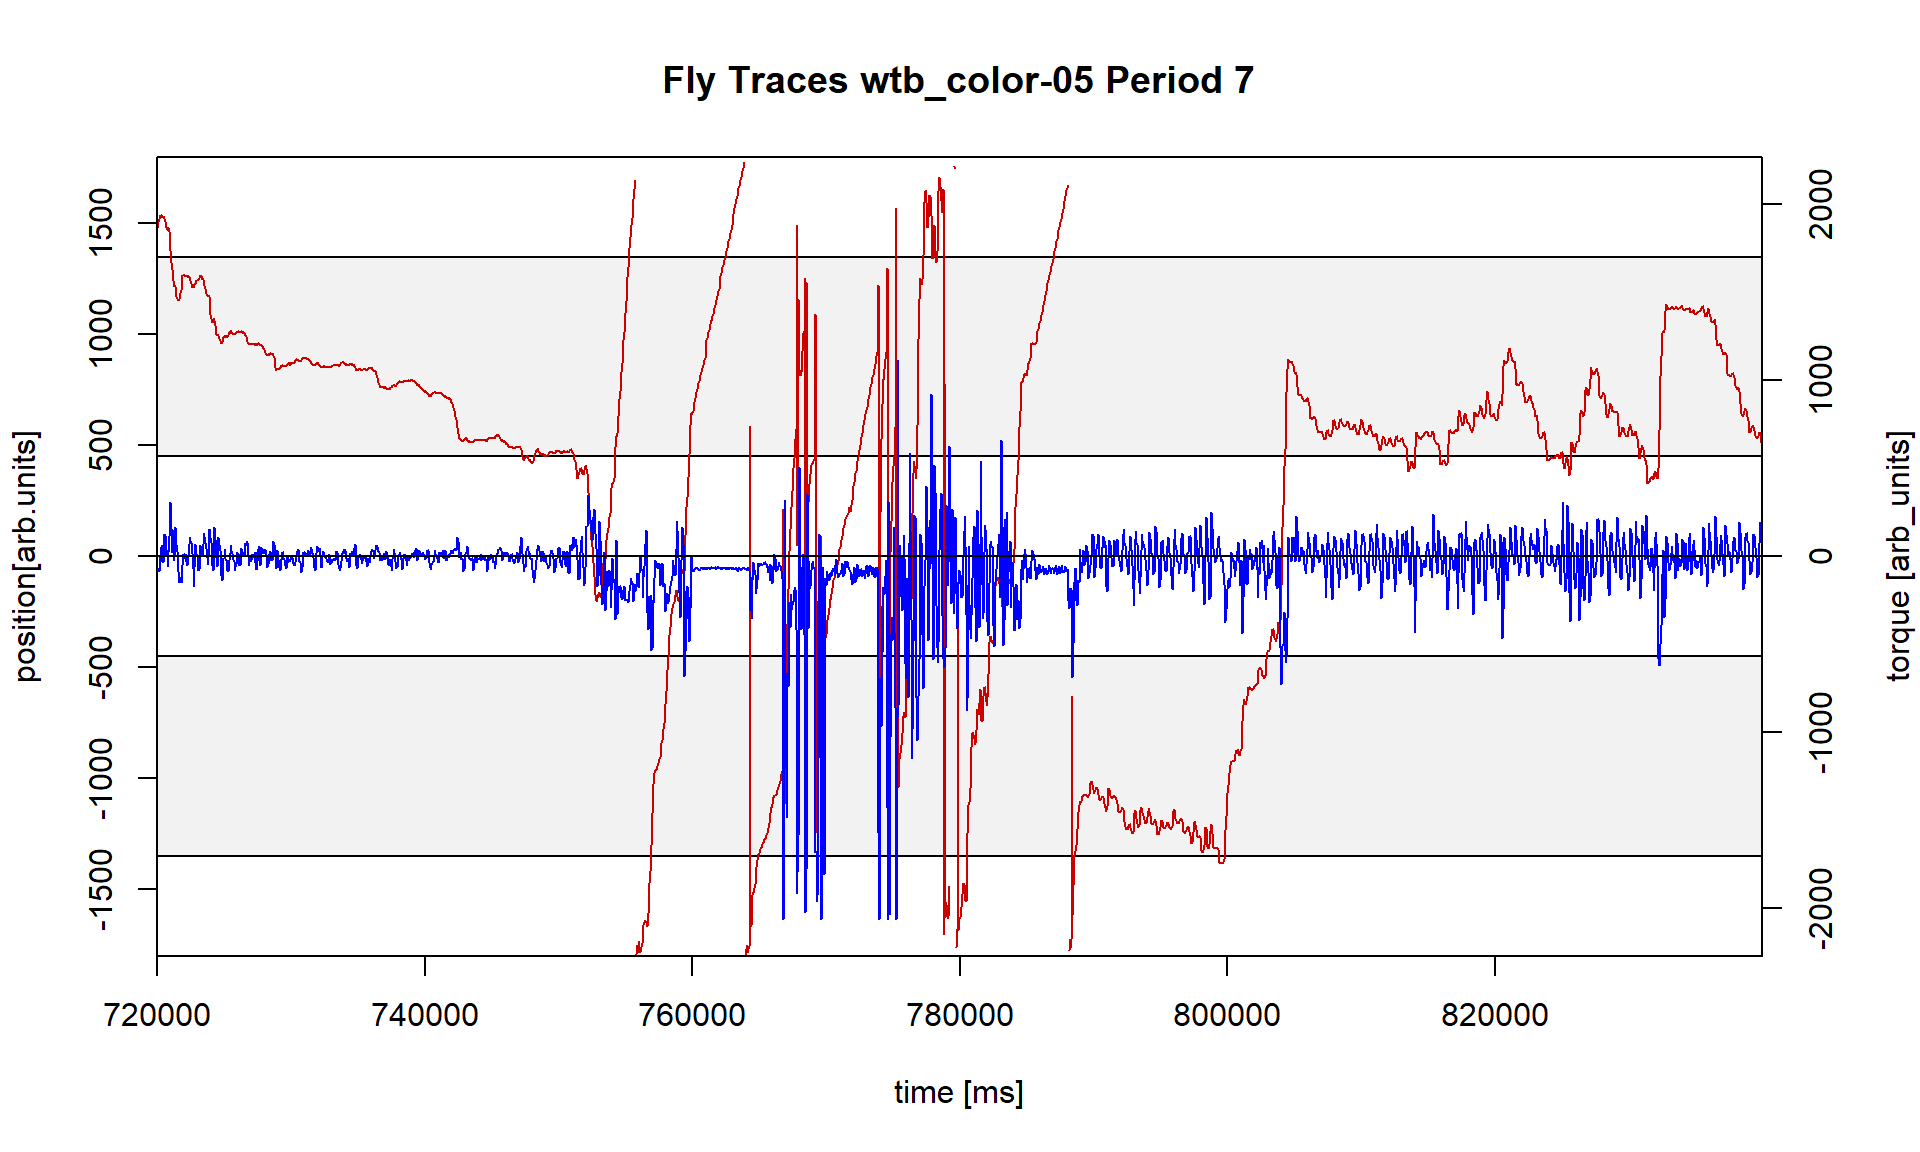 Fly Traces wtb_color-05 Period 7
position[arb.units]
1500
1000
500
0
-500
-1000
-1500
2000
1000
0
-1000
-2000
torque [arb_units]
720000 740000 760000 780000 800000 820000
time [ms]